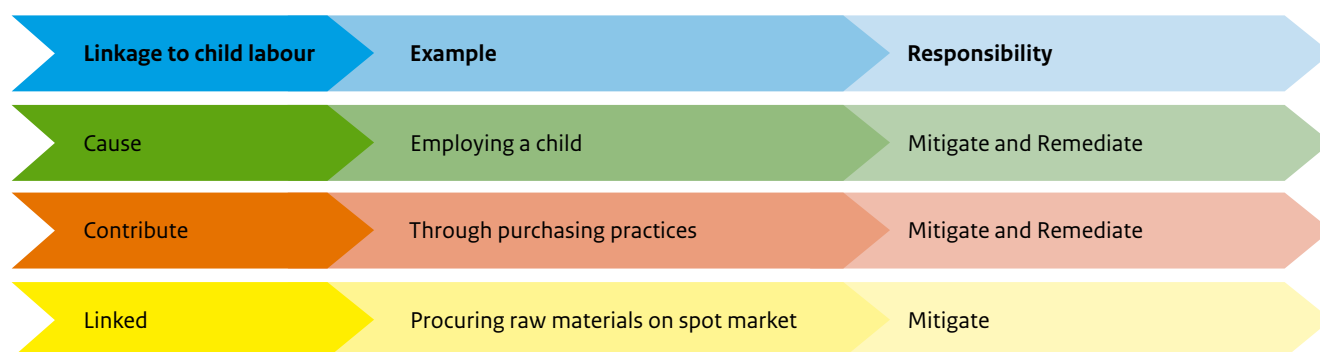 Linkage to child labour Example Responsibility
Cause Employing a child Mitigate and Remediate
Contribute Through purchasing practices Mitigate and Remediate
Linked Procuring raw materials on spot market Mitigate